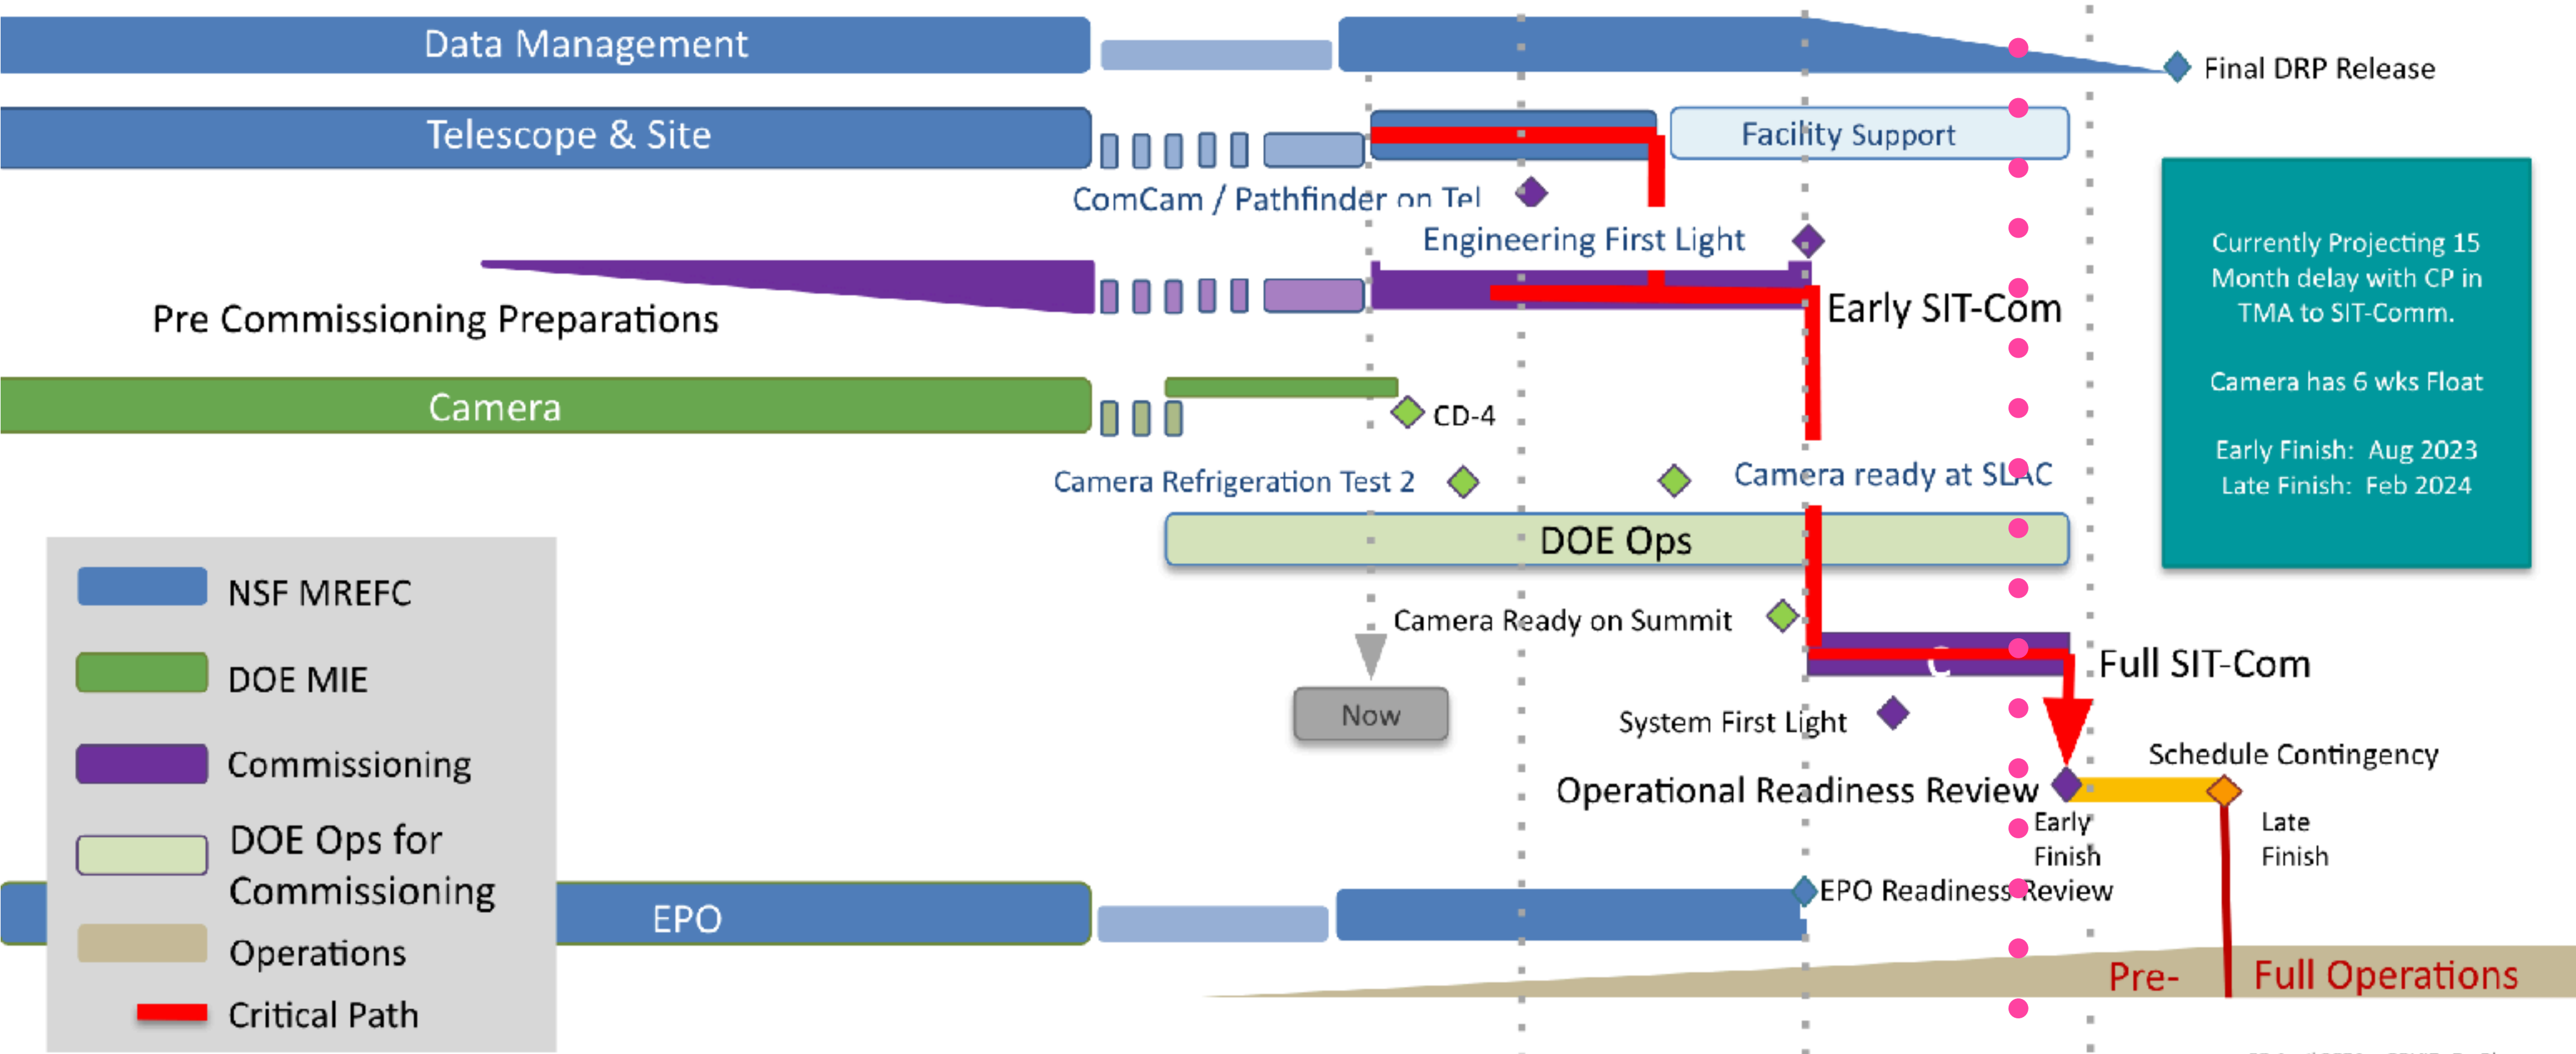 Data Management
Final DRP Release
Telescope & Site
Facility Support
ComCam / Pathfinder on Tel
Engineering First Light
Pre Commissioning Preparations
Early SIT-Com
Currently Projecting 15
Month delay with CP in
TMA to SIT-Comm.
Camera has 6 wks Float
Early Finish: Aug 2023
Late Finish: Feb 2024
Camera
CD-4
Camera Refrigeration Test 2
Camera ready at SLAC
DOE Ops
Camera Ready on Summit
Full SIT-Com
C
Now
System First Light
Schedule Contingency
Operational Readiness Review
Early
Finish
Late
Finish
EPO Readiness Review
EPO
Pre-
Full Operations
NSF MREFC
DOE MIE
Commissioning
DOE Ops for
Commissioning
Operations
Critical Path